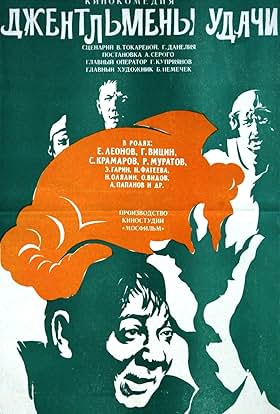 КИНОКОМЕДИЯ
ДЖЕНТЛЬМЕНЫ УДАЧИ
СЦЕНАРИЙ В. ТОКАРЕВОЙ, Г. ДАНЕЛИЯ
ПОСТАНОВКА А. СЕРОГО
ГЛАВНЫЙ ОПЕРАТОР Г. КУПРИЯНОВ
ГЛАВНЫЙ ХУДОЖНИК Б. НЕМЕЧЕК
В РОЛЯХ:
Е. ЛЕОНОВ, Г. ВИЦИН,
С. КРАМАРОВ, Р. МУРАТОВ,
Э. ГАРИН, Н. ФАТЕЕВА,
Н. ОЛЯЛИН, О. ВИДОВ,
А. ПАПАНОВ И ДР.
ПРОИЗВОДСТВО
КИНОСТУДИИ
«МОСФИЛЬМ»